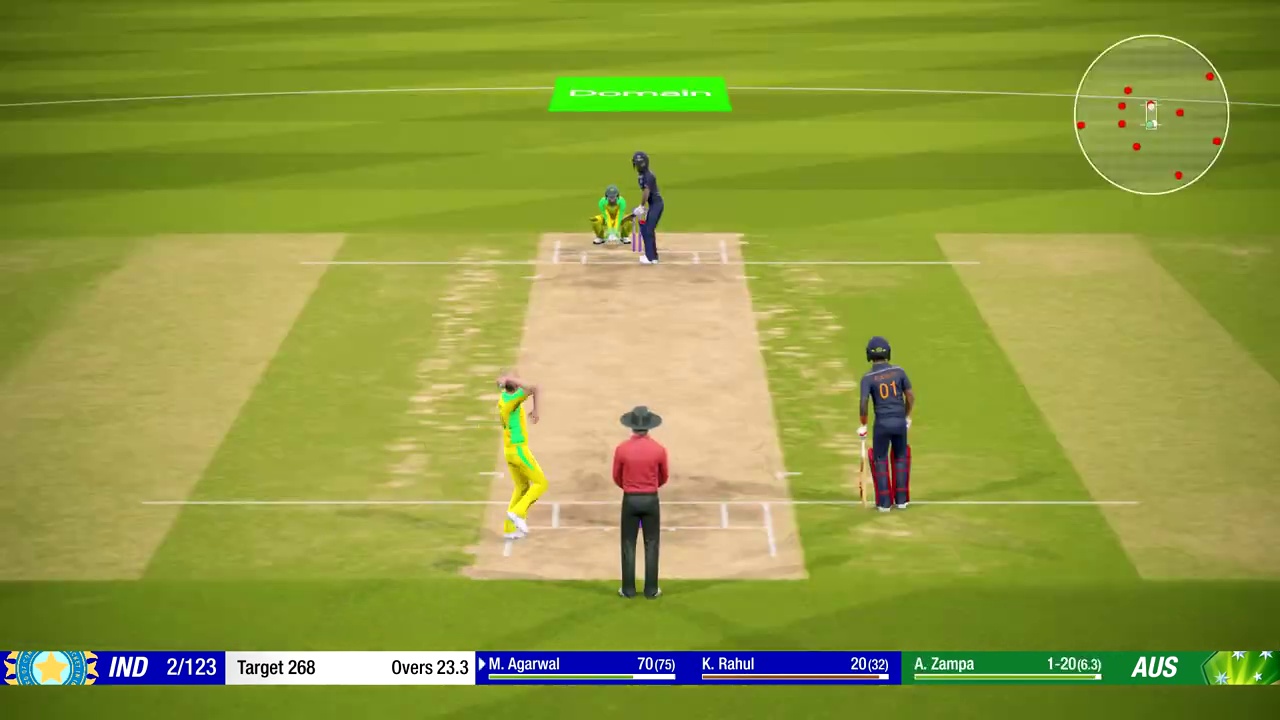 Domain
01
IND 2/123 Target 268 Overs 23.3 M. Agarwal 70(75) K. Rahul 20(32) A. Zampa 1-20(6.3) AUS